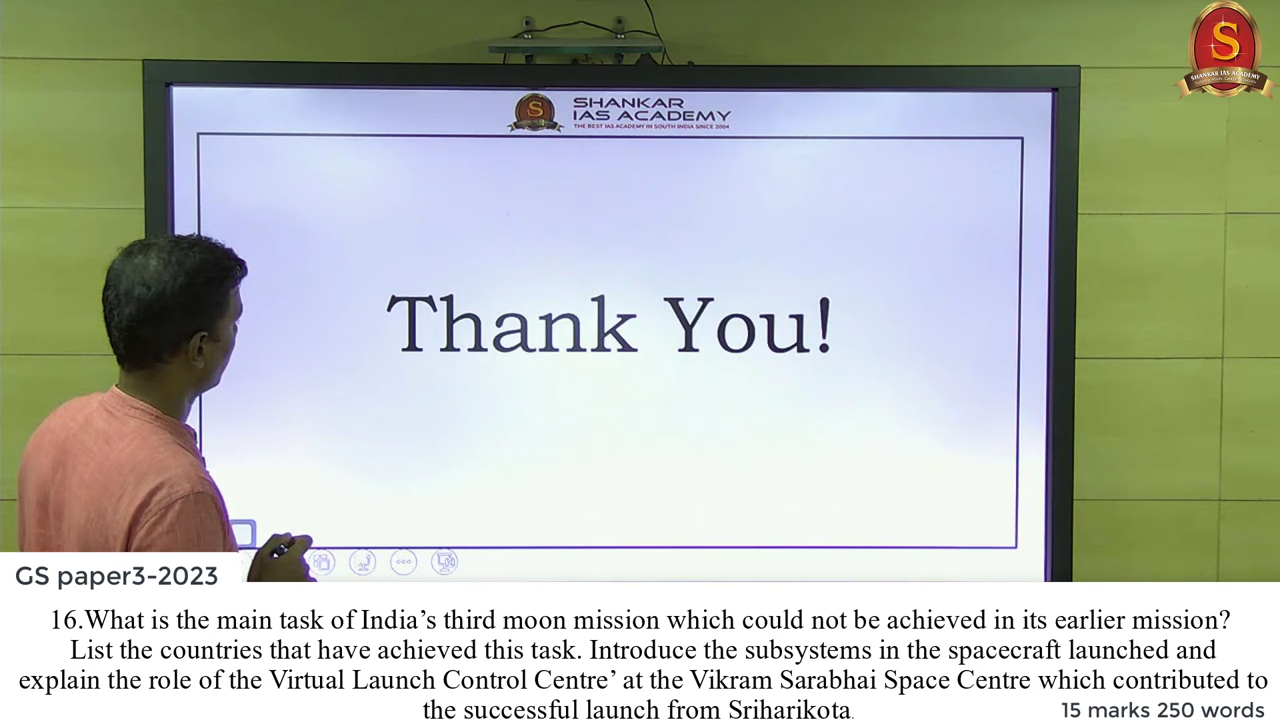 SHANKAR
IAS ACADEMY
THE BEST IAS ACADEMY IN SOUTH INDIA SINCE 2004
S
SHANKAR IAS ACADEMY
Thank You!
GS paper3-2023
16.What is the main task of India’s third moon mission which could not be achieved in its earlier mission?
List the countries that have achieved this task. Introduce the subsystems in the spacecraft launched and
explain the role of the Virtual Launch Control Centre’ at the Vikram Sarabhai Space Centre which contributed to
the successful launch from Sriharikota.
15 marks 250 words